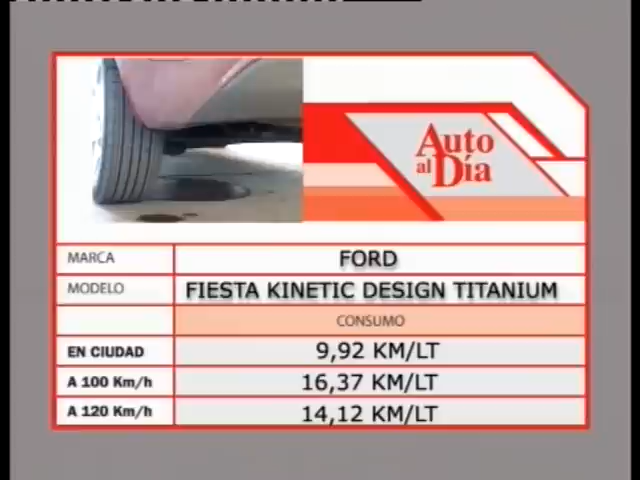 Auto
al Día
MARCA FORD
MODELO FIESTA KINETIC DESIGN TITANIUM
CONSUMO
EN CIUDAD 9,92 KM/LT
A 100 Km/h 16,37 KM/LT
A 120 Km/h 14,12 KM/LT